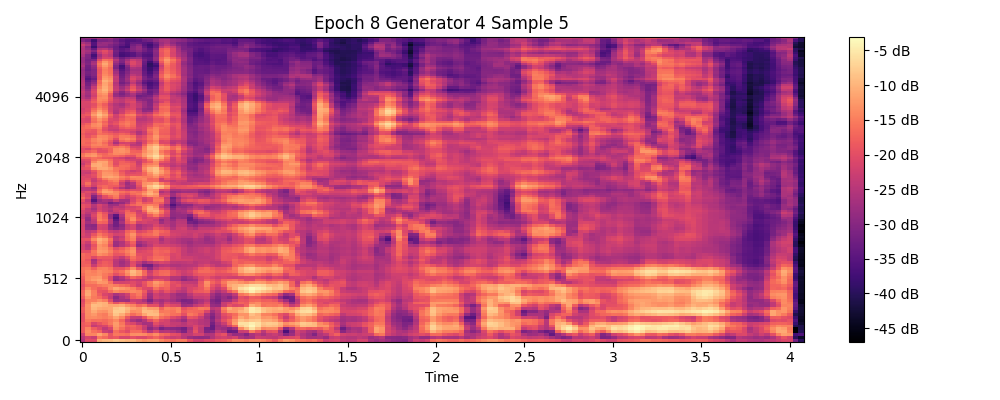 Epoch 8 Generator 4 Sample 5
Hz
4096
2048
1024
512
0
0 0.5 1 1.5 2 2.5 3 3.5 4
Time
-5 dB
-10 dB
-15 dB
-20 dB
-25 dB
-30 dB
-35 dB
-40 dB
-45 dB